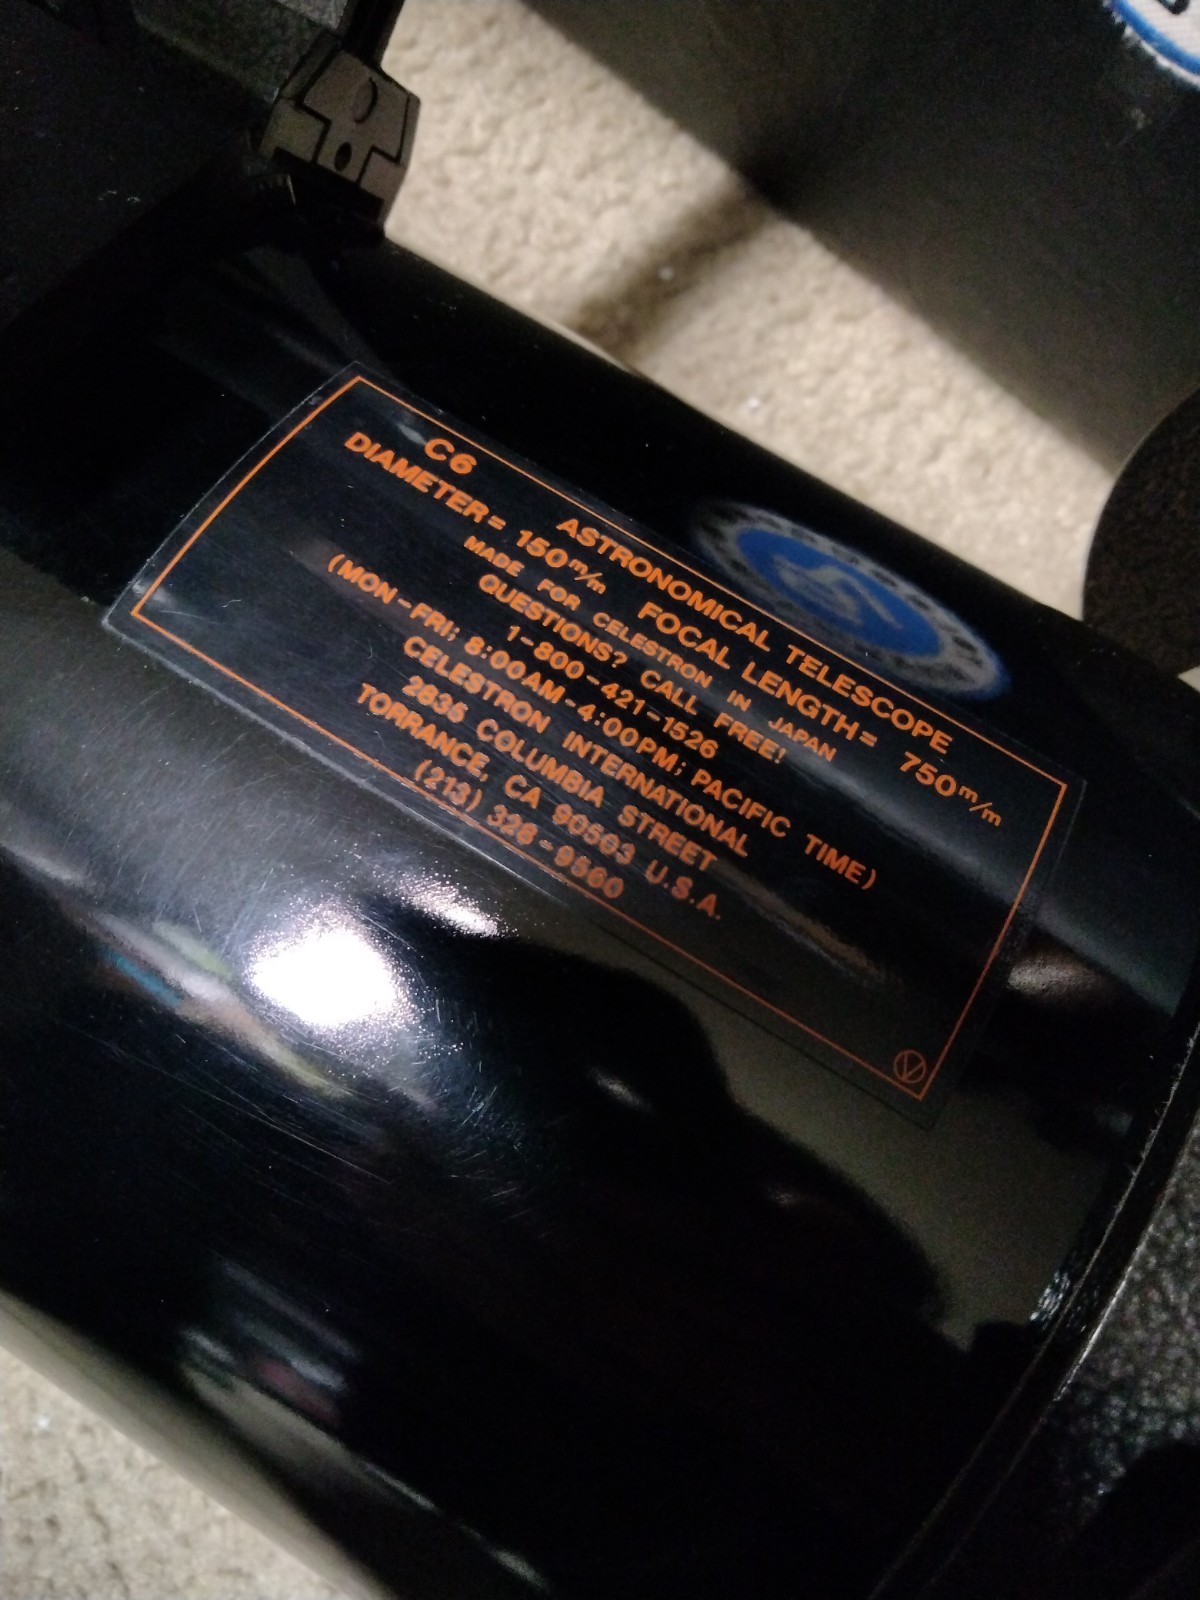 C6 ASTRONOMICAL TELESCOPE
DIAMETER= 150m/m FOCAL LENGTH= 750m/m
MADE FOR CELESTRON IN JAPAN
QUESTIONS? CALL FREE!
1-800-421-1526
(MON-FRI; 8:00AM-4:00PM; PACIFIC TIME)
CELESTRON INTERNATIONAL
2835 COLUMBIA STREET
TORRANCE, CA 90503 U.S.A.
(213) 328-9560
V